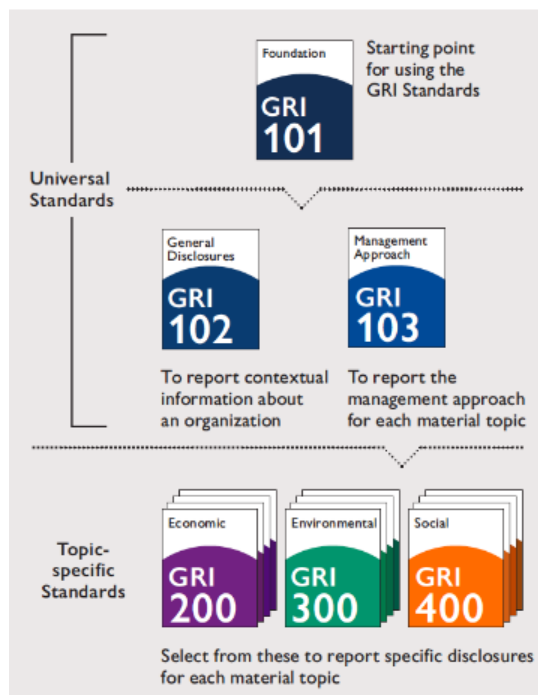 Foundation
GRI
101
Starting point
for using the
GRI Standards
Universal
Standards
General
Disclosures
GRI
102
Management
Approach
GRI
103
To report contextual
information about
an organization
To report the
management approach
for each material topic
Topic-
specific
Standards
Economic
GRI
200
Environmental
GRI
300
Social
GRI
400
Select from these to report specific disclosures
for each material topic